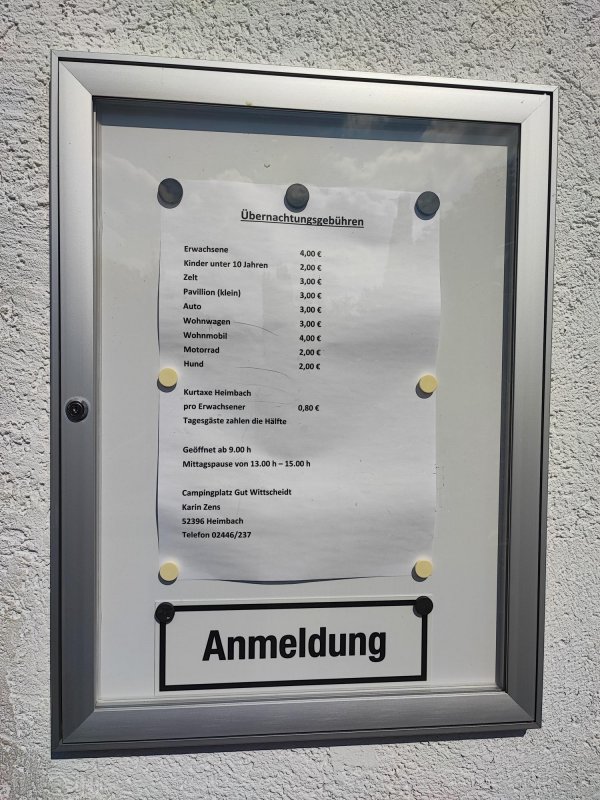 Übernachtungsgebühren
Erwachsene 4,00 €
Kinder unter 10 Jahren 2,00 €
Zelt 3,00 €
Pavillion (klein) 3,00 €
Auto 3,00 €
Wohnwagen 3,00 €
Wohnmobil 4,00 €
Motorrad 2,00 €
Hund 2,00 €
Kurtaxe Heimbach
pro Erwachsener 0,80 €
Tagesgäste zahlen die Hälfte
Geöffnet ab 9.00 h
Mittagspause von 13.00 h – 15.00 h
Campingplatz Gut Wittscheidt
Karin Zens
52396 Heimbach
Telefon 02446/237
Anmeldung